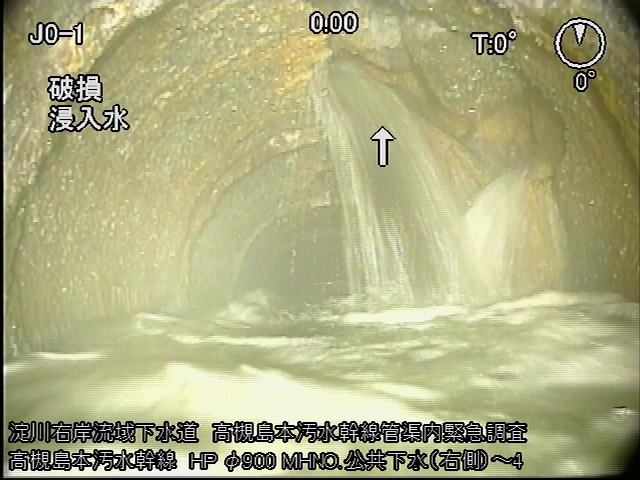 JO-1
0.00
T:0°
0°
破損
浸入水
淀川右岸流域下水道 高槻島本汚水幹線管渠内緊急調査
高槻島本汚水幹線 HP φ900 MHNO.公共下水(右側)～4